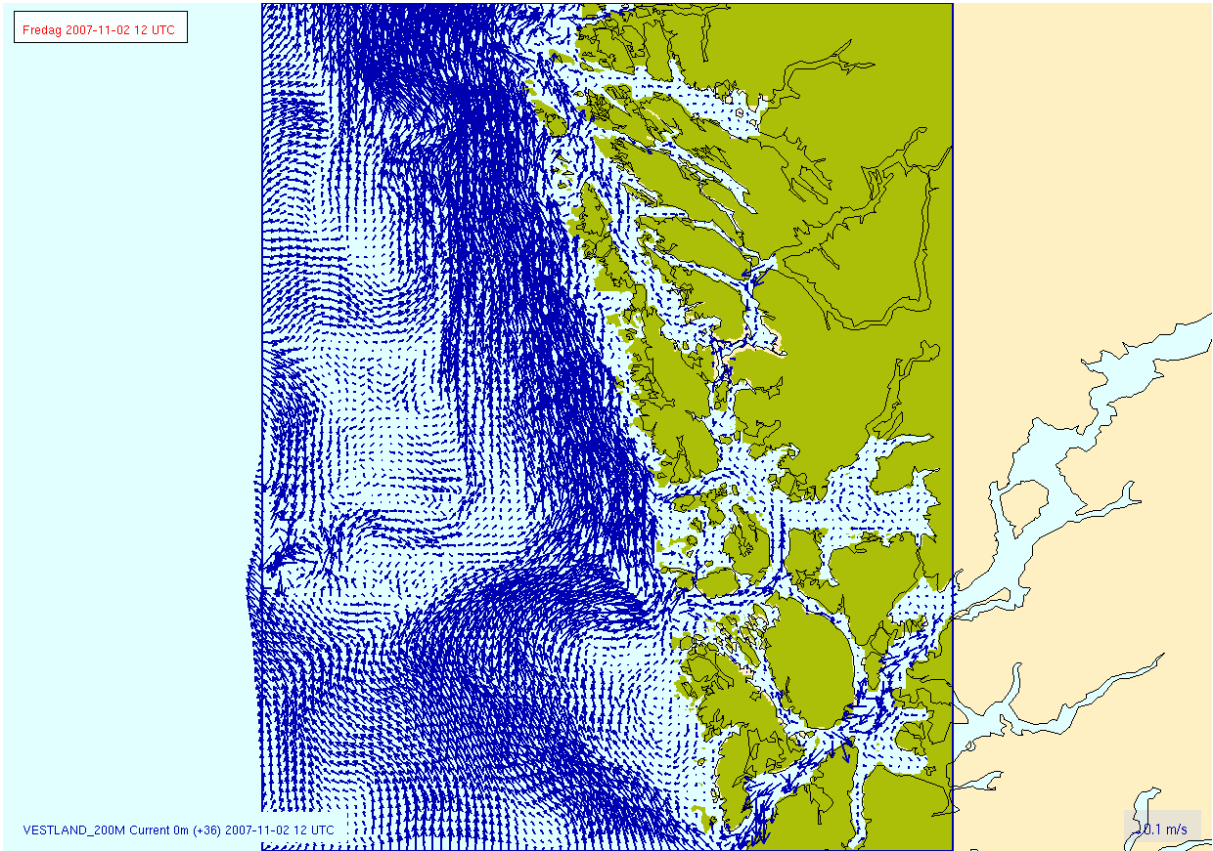 Fredag 2007-11-02 12 UTC
VESTLAND_200M Current 0m (+36) 2007-11-02 12 UTC
0.1 m/s